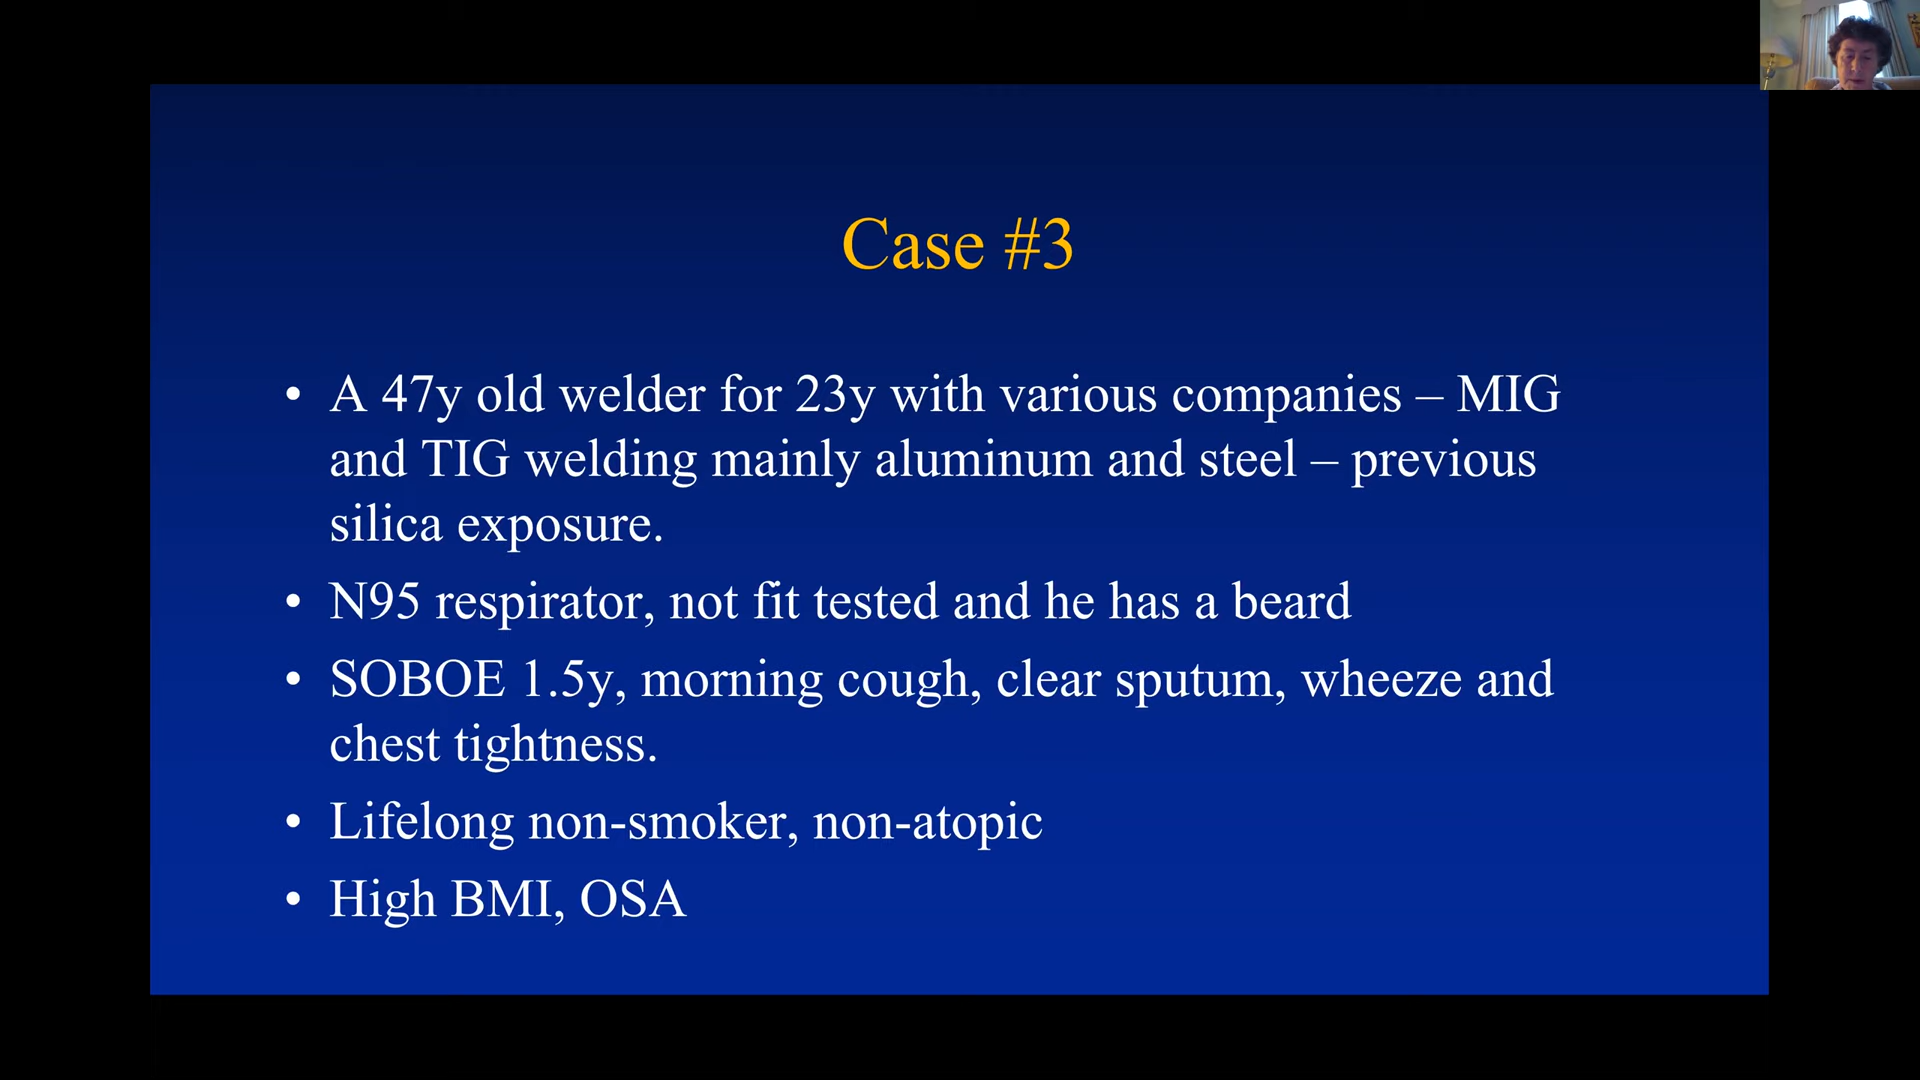 Case #3
• A 47y old welder for 23y with various companies – MIG
and TIG welding mainly aluminum and steel – previous
silica exposure.
• N95 respirator, not fit tested and he has a beard
• SOBOE 1.5y, morning cough, clear sputum, wheeze and
chest tightness.
• Lifelong non-smoker, non-atopic
• High BMI, OSA